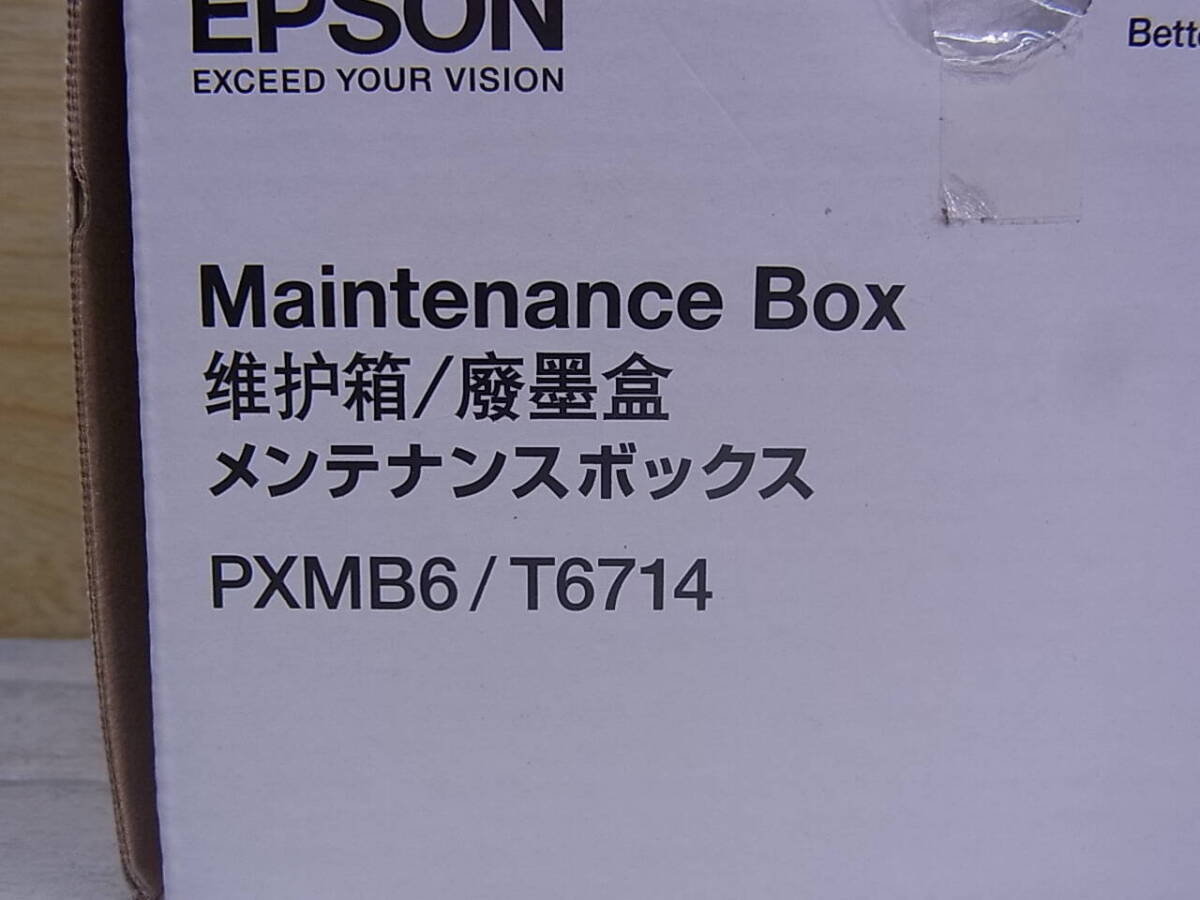 EPSON
EXCEED YOUR VISION
Maintenance Box
维护箱/廢墨盒
メンテナンスボックス
PXMB6/T6714